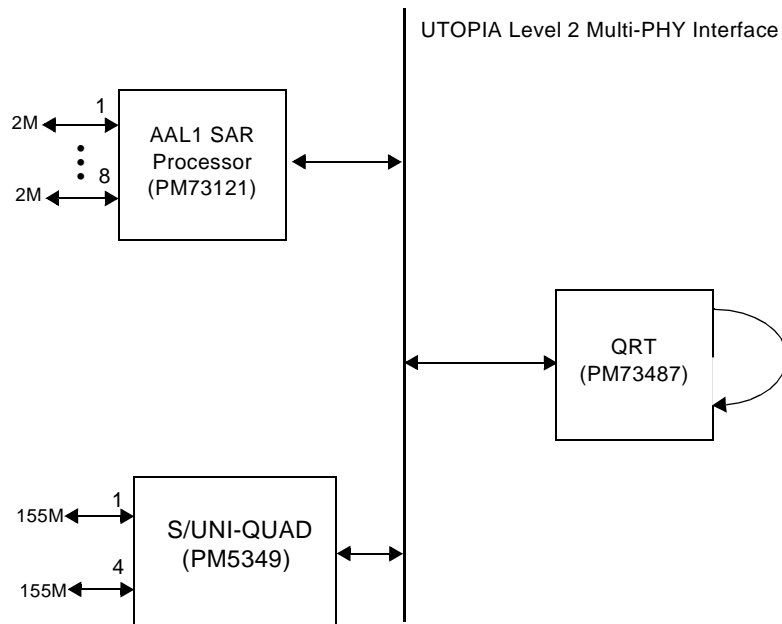 UTOPIA Level 2 Multi-PHY Interface
1
2M
AAL1 SAR
Processor
(PM73121)
8
2M
QRT
(PM73487)
1
155M
S/UNI-QUAD
(PM5349)
4
155M